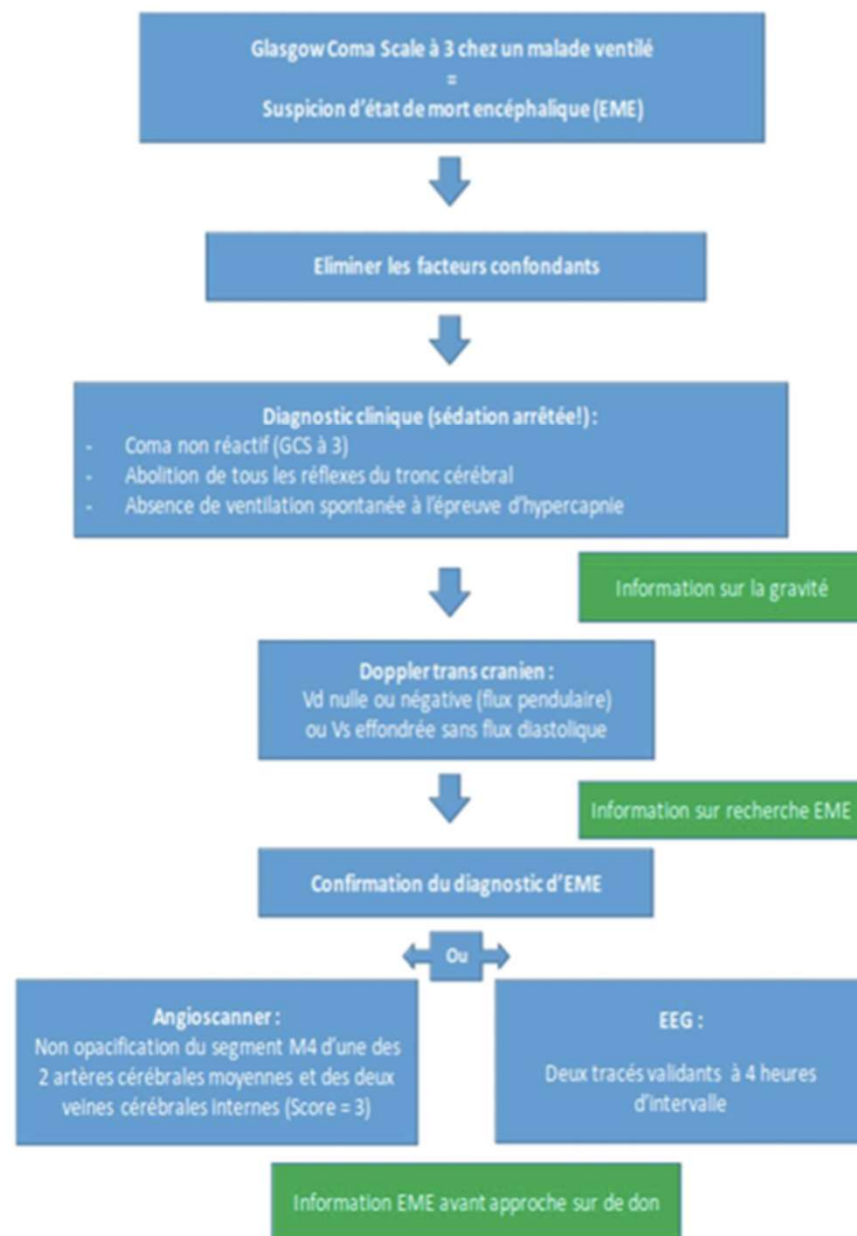 Glasgow Coma Scale à 3 chez un malade ventilé
=
Suspicion d'état de mort encéphalique (EME)
Eliminer les facteurs confondants
Diagnostic clinique (sédation arrêtée!) :
- Coma non réactif (GCS à 3)
- Abolition de tous les réflexes du tronc cérébral
- Absence de ventilation spontanée à l'épreuve d'hypercapnie
Information sur la gravité
Doppler trans cranien :
Vd nulle ou négative (flux pendulaire)
ou Vs effondrée sans flux diastolique
Information sur recherche EME
Confirmation du diagnostic d'EME
Ou
Angioscanner :
Non opacification du segment M4 d'une des
2 artères cérébrales moyennes et des deux
veines cérébrales internes (Score = 3)
EEG :
Deux tracés validants à 4 heures
d'intervalle
Information EME avant approche sur de don